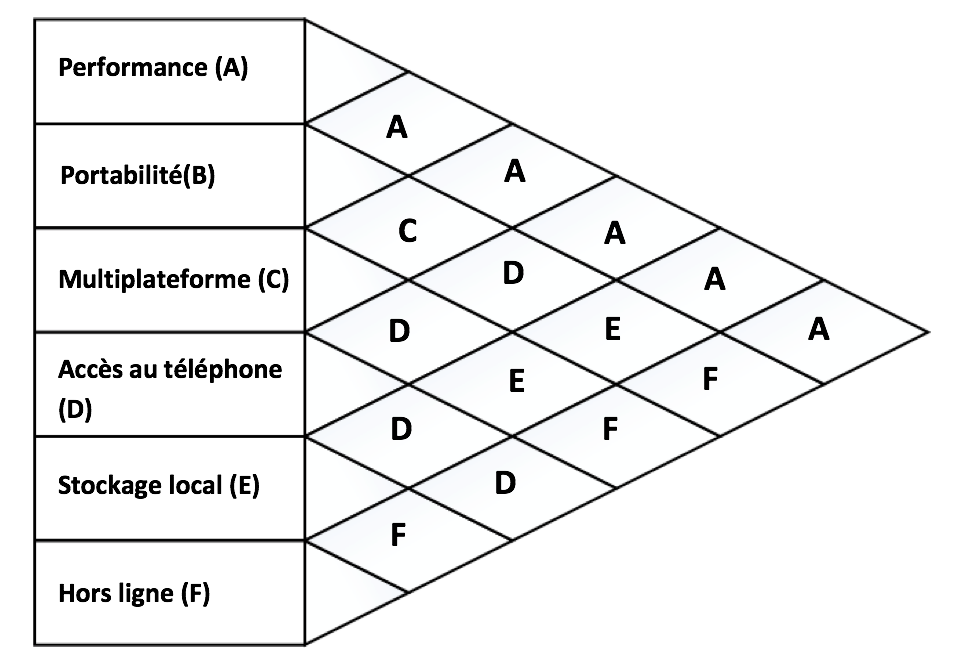 Performance (A)
A
A
Portabilité(B)
C
A
D
A
Multiplateforme (C)
D
E
A
Accès au téléphone
(D)
E
F
D
F
Stockage local (E)
D
F
Hors ligne (F)